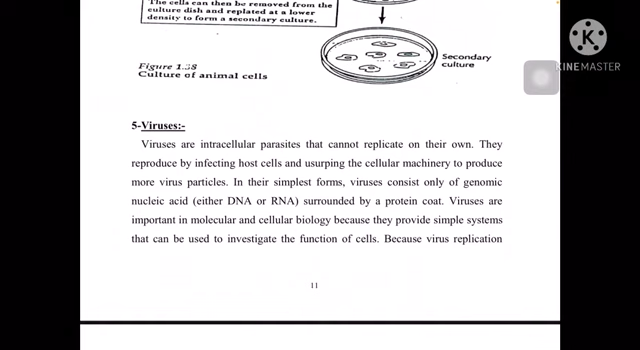 The cells can then be removed from the
culture dish and replated at a lower
density to form a secondary culture.
Secondary
culture
Figure 1.38
Culture of animal cells
KINEMASTER
5-Viruses:-
Viruses are intracellular parasites that cannot replicate on their own. They
reproduce by infecting host cells and usurping the cellular machinery to produce
more virus particles. In their simplest forms, viruses consist only of genomic
nucleic acid (either DNA or RNA) surrounded by a protein coat. Viruses are
important in molecular and cellular biology because they provide simple systems
that can be used to investigate the function of cells. Because virus replication
11